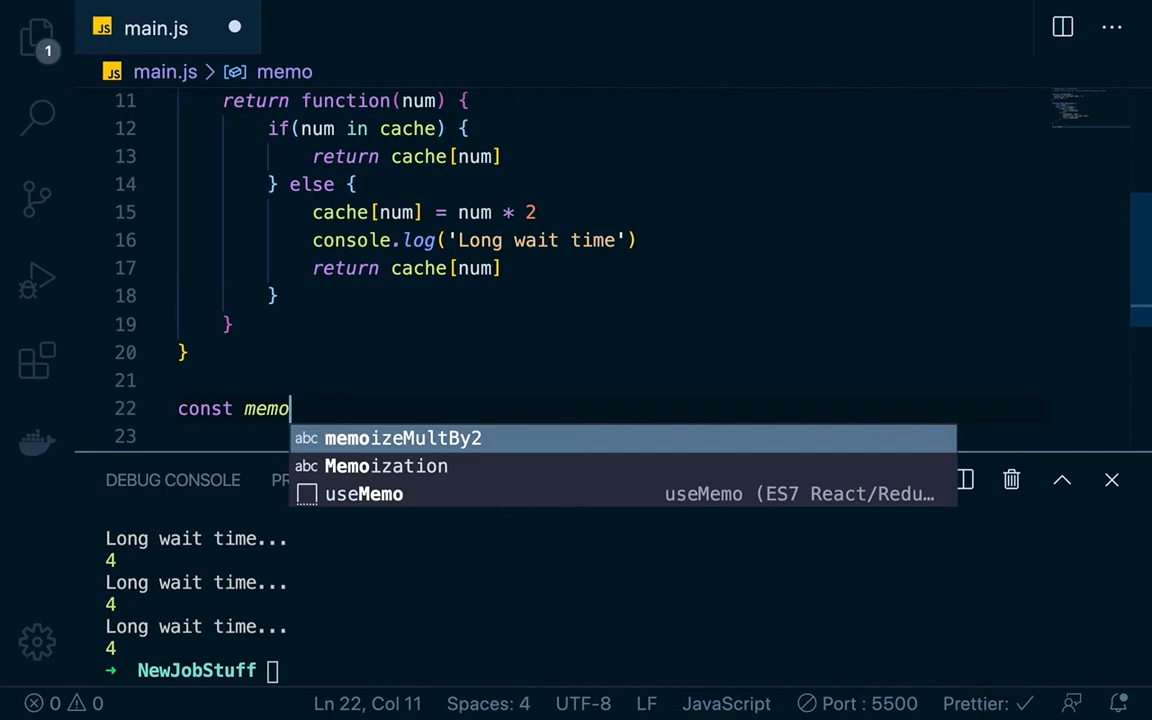 JS main.js
1
JS main.js > memo
11 return function(num) {
12 if(num in cache) {
13 return cache[num]
14 } else {
15 cache[num] = num * 2
16 console.log('Long wait time')
17 return cache[num]
18 }
19 }
20 }
21
22 const memo
23
abc memoizeMultBy2
abc Memoization
useMemo useMemo (ES7 React/Redu…
DEBUG CONSOLE PR
Long wait time...
4
Long wait time...
4
Long wait time...
4
→ NewJobStuff
0 0 Ln 22, Col 11 Spaces: 4 UTF-8 LF JavaScript Port : 5500 Prettier: ✓